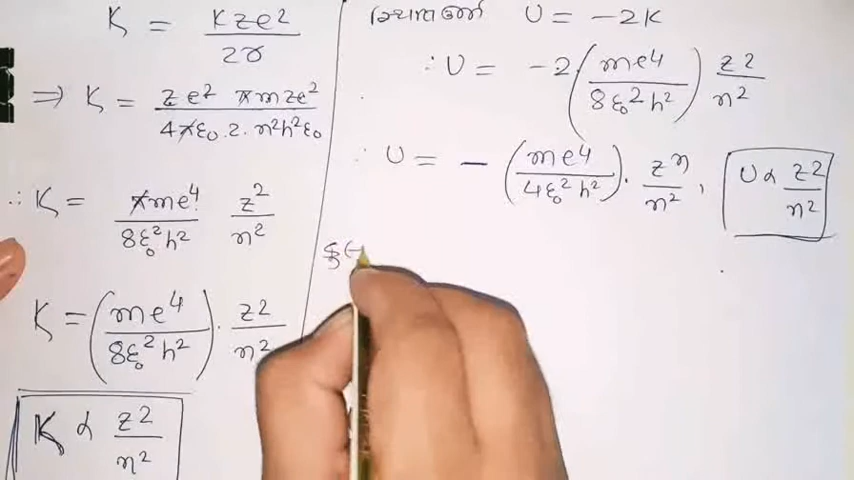 K = KZe²/2r
⇒ K = Ze² πmZe² / 4πε₀.2.n²h²ε₀
∴ K = πme⁴/8ε₀²h² z²/n²
K = (me⁴/8ε₀²h²) . z²/n²
K ∝ z²/n²
U = -2K
∴ U = -2 (me⁴/8ε₀²h²) z²/n²
∴ U = - (me⁴/4ε₀²h²) . zⁿ/n² , U ∝ z²/n²